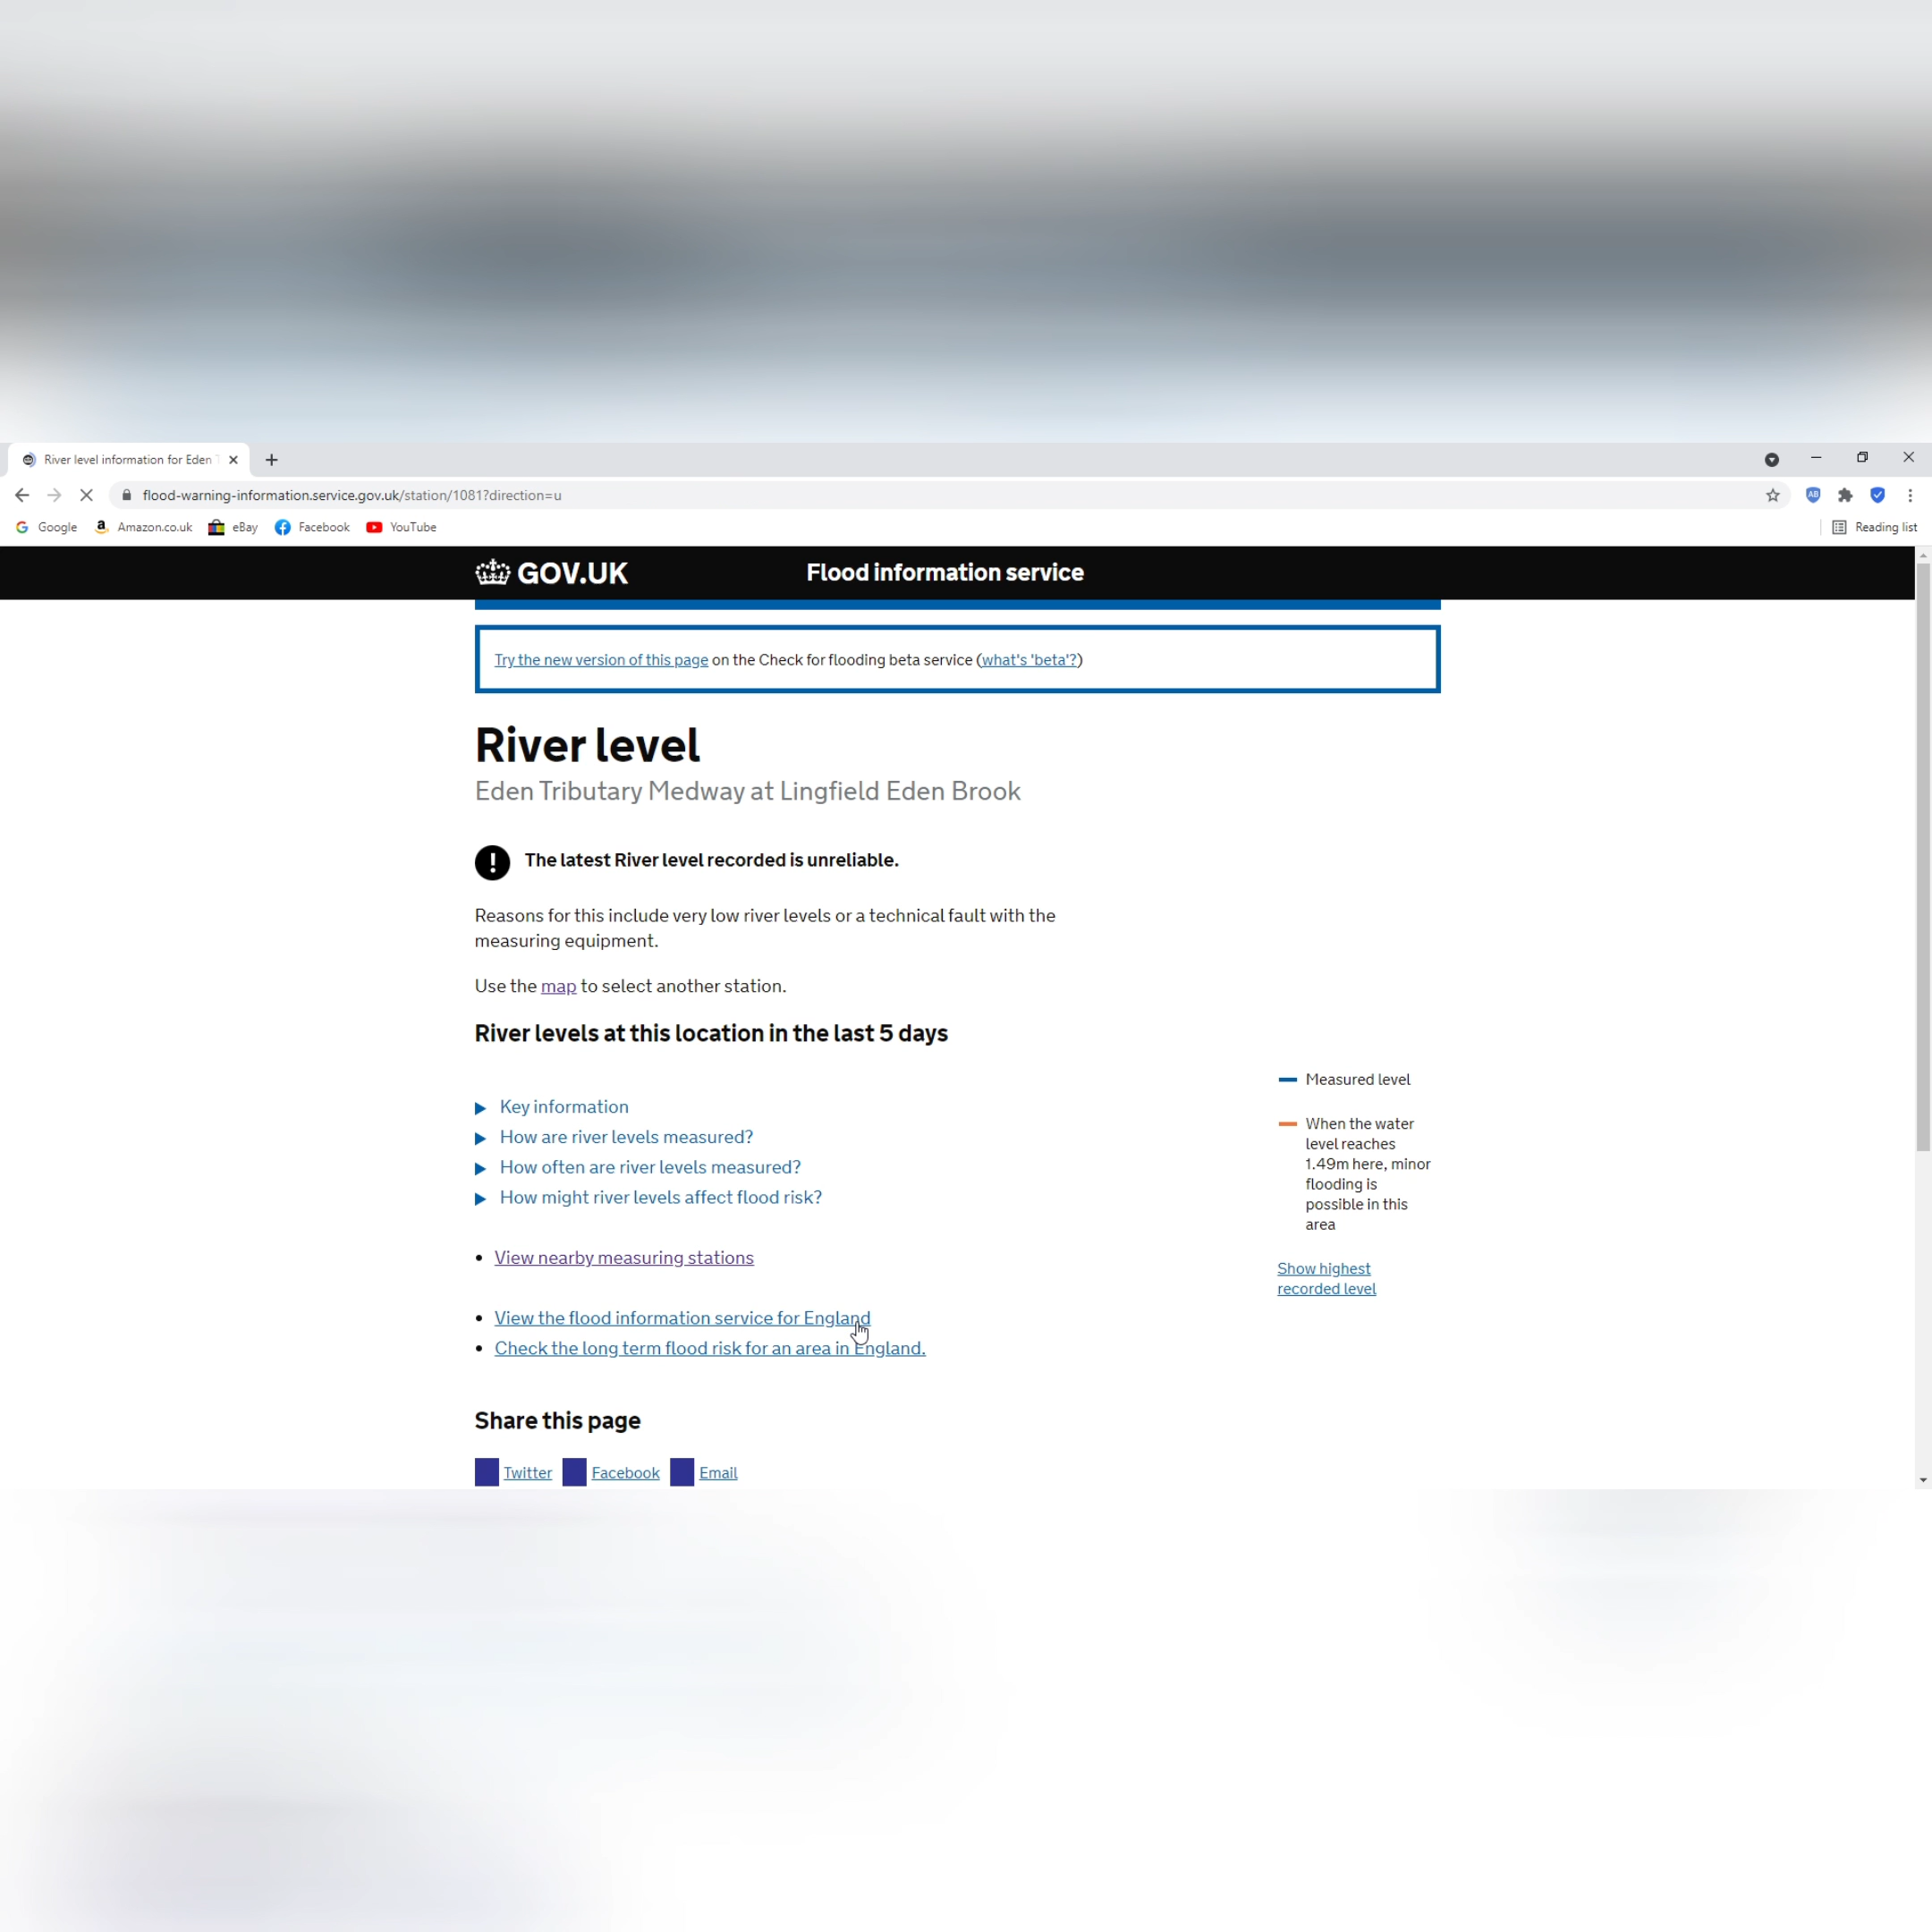 River level information for Eden T
flood-warning-information.service.gov.uk/station/1081?direction=u
Google Amazon.co.uk eBay Facebook YouTube Reading list
GOV.UK Flood information service
Try the new version of this page on the Check for flooding beta service (what's 'beta'?)
River level
Eden Tributary Medway at Lingfield Eden Brook
! The latest River level recorded is unreliable.
Reasons for this include very low river levels or a technical fault with the
measuring equipment.
Use the map to select another station.
River levels at this location in the last 5 days
Key information
How are river levels measured?
How often are river levels measured?
How might river levels affect flood risk?
Measured level
When the water
level reaches
1.49m here, minor
flooding is
possible in this
area
Show highest
recorded level
View nearby measuring stations
View the flood information service for England
Check the long term flood risk for an area in England.
Share this page
Twitter Facebook Email